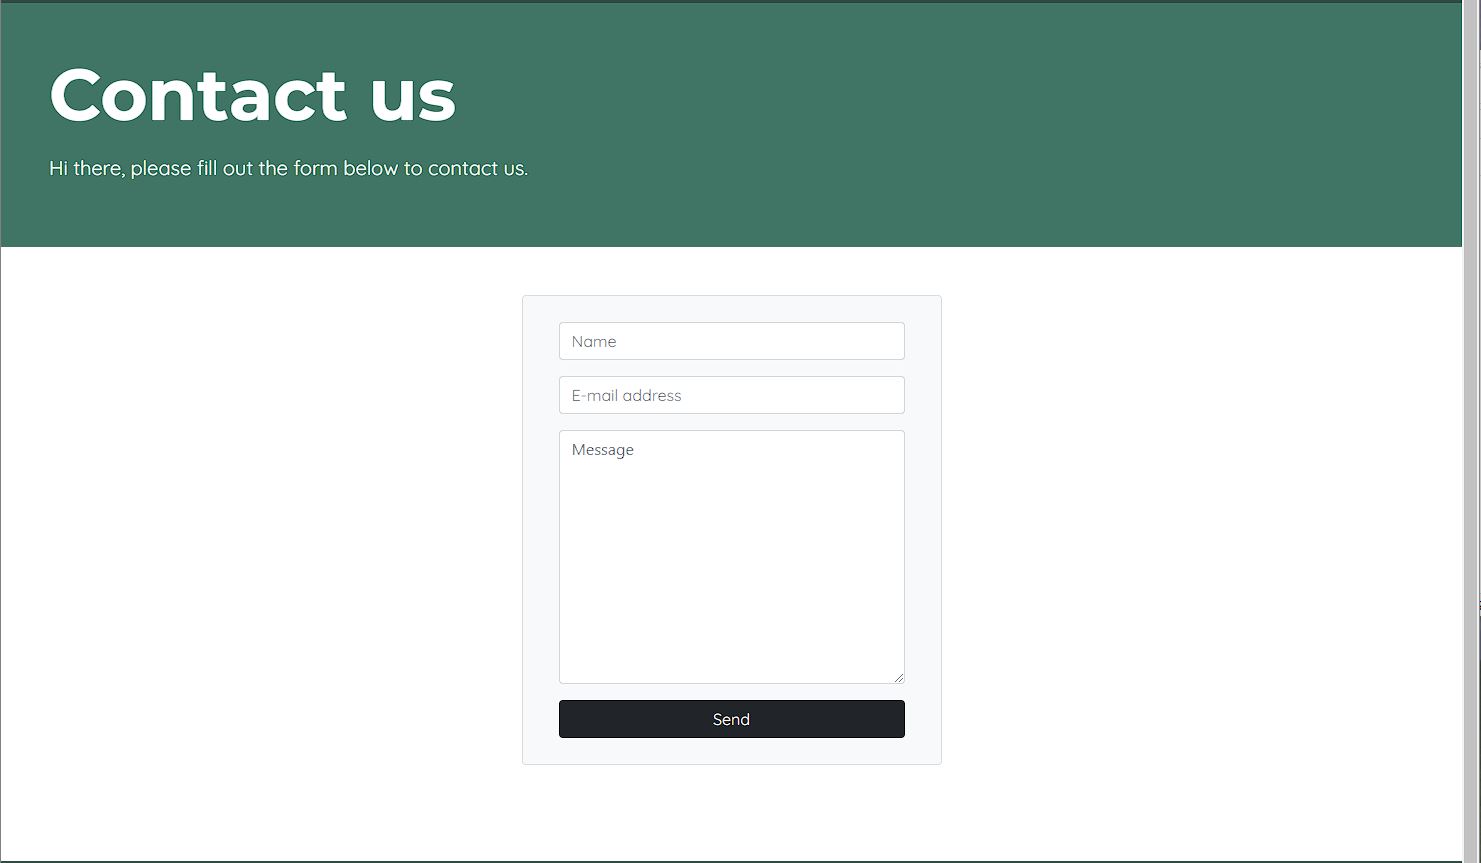 Contact us
Hi there, please fill out the form below to contact us.
Name
E-mail address
Message
Send